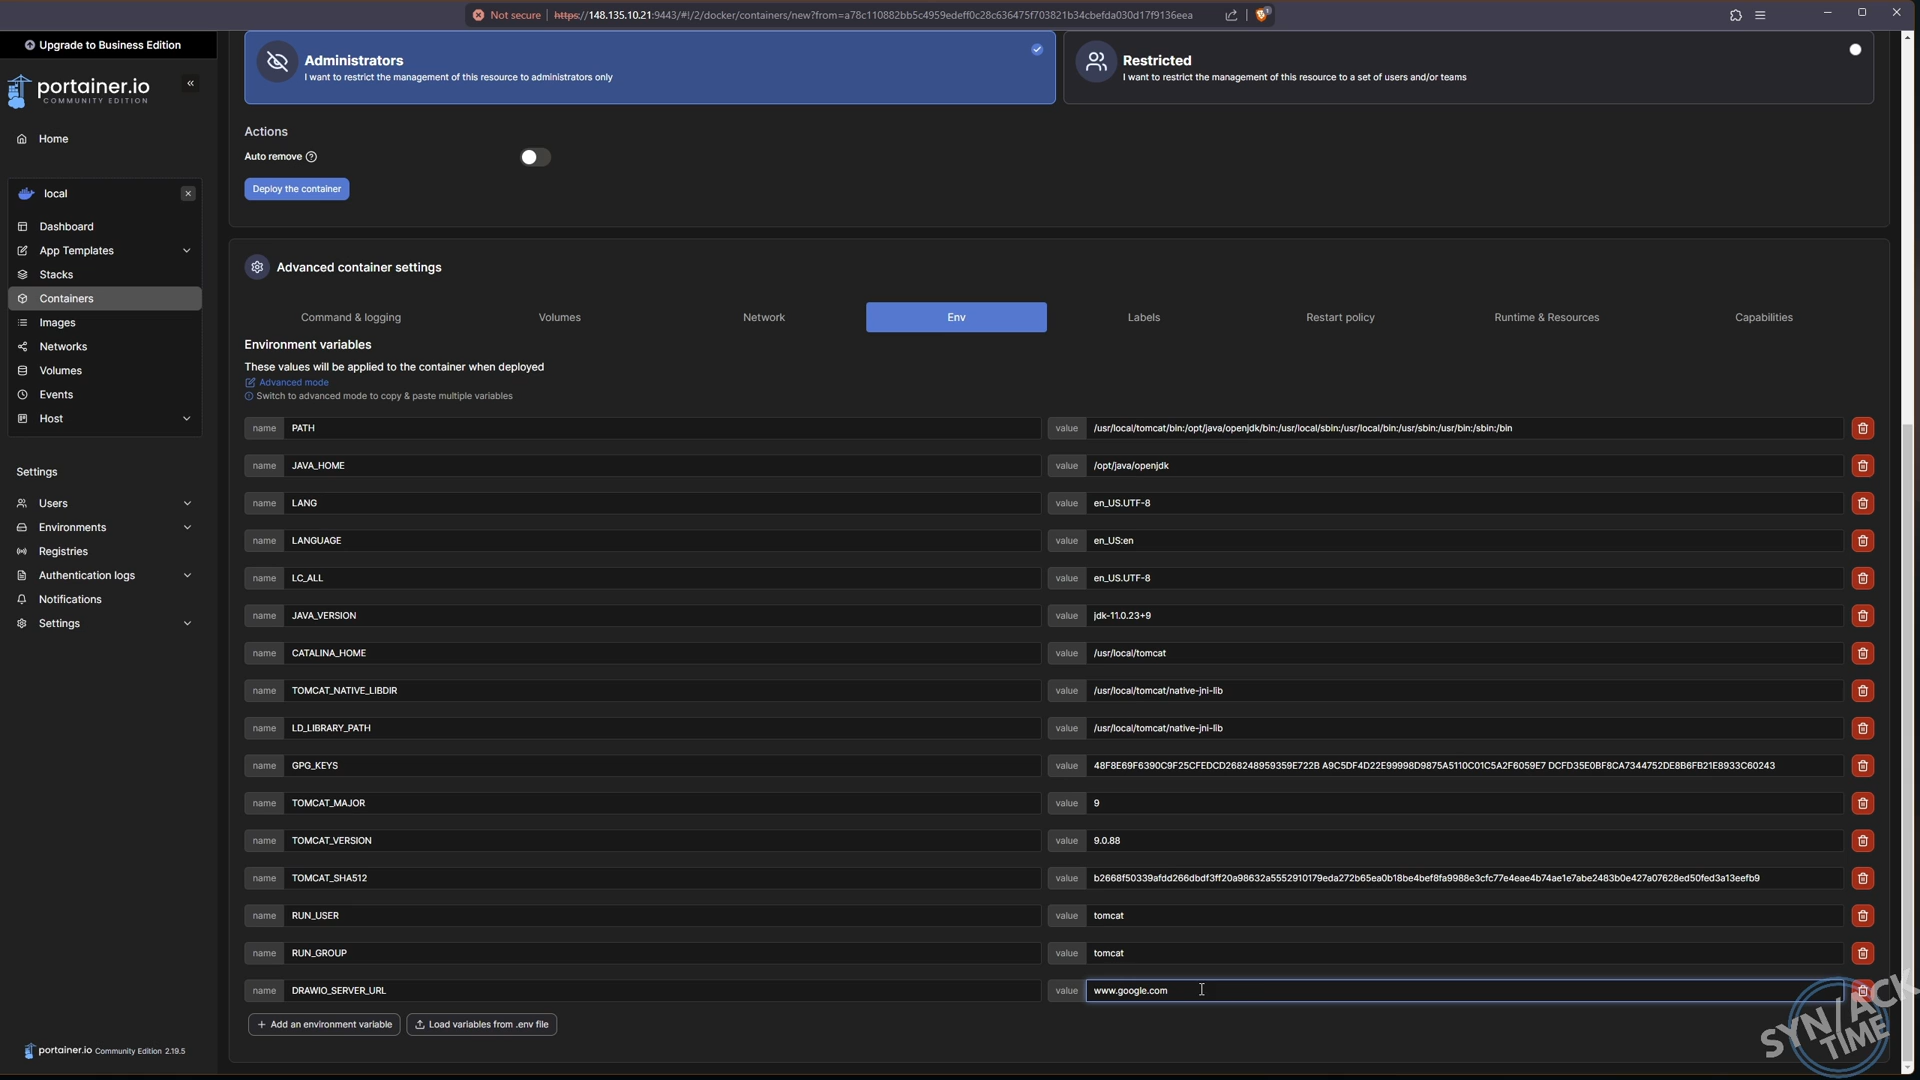 Not secure https://148.135.10.21:9443/#!/2/docker/containers/new?from=a78c110882bb5c4959edeff0c28c636475f703821b34cbefda030d17f9136eea
Upgrade to Business Edition
portainer.io
COMMUNITY EDITION
Home
local
Dashboard
App Templates
Stacks
Containers
Images
Networks
Volumes
Events
Host
Settings
Users
Environments
Registries
Authentication logs
Notifications
Settings
portainer.io Community Edition 2.19.5
Administrators
I want to restrict the management of this resource to administrators only
Restricted
I want to restrict the management of this resource to a set of users and/or teams
Actions
Auto remove
Deploy the container
Advanced container settings
Command & logging Volumes Network Env Labels Restart policy Runtime & Resources Capabilities
Environment variables
These values will be applied to the container when deployed
Advanced mode
Switch to advanced mode to copy & paste multiple variables
name PATH value /usr/local/tomcat/bin:/opt/java/openjdk/bin:/usr/local/sbin:/usr/local/bin:/usr/sbin:/usr/bin:/sbin:/bin
name JAVA_HOME value /opt/java/openjdk
name LANG value en_US.UTF-8
name LANGUAGE value en_US:en
name LC_ALL value en_US.UTF-8
name JAVA_VERSION value jdk-11.0.23+9
name CATALINA_HOME value /usr/local/tomcat
name TOMCAT_NATIVE_LIBDIR value /usr/local/tomcat/native-jni-lib
name LD_LIBRARY_PATH value /usr/local/tomcat/native-jni-lib
name GPG_KEYS value 48F8E69F6390C9F25CFEDCD268248959359E722B A9C5DF4D22E99998D9875A5110C01C5A2F6059E7 DCFD35E0BF8CA7344752DE8B6FB21E8933C60243
name TOMCAT_MAJOR value 9
name TOMCAT_VERSION value 9.0.88
name TOMCAT_SHA512 value b2668f50339afdd266dbdf3ff20a98632a5552910179eda272b65ea0b18be4bef8fa9988e3cfc77e4eae4b74ae1e7abe2483b0e427a07628ed50fed3a13eefb9
name RUN_USER value tomcat
name RUN_GROUP value tomcat
name DRAWIO_SERVER_URL value www.google.com
Add an environment variable Load variables from .env file
SYN/ACK
TIME